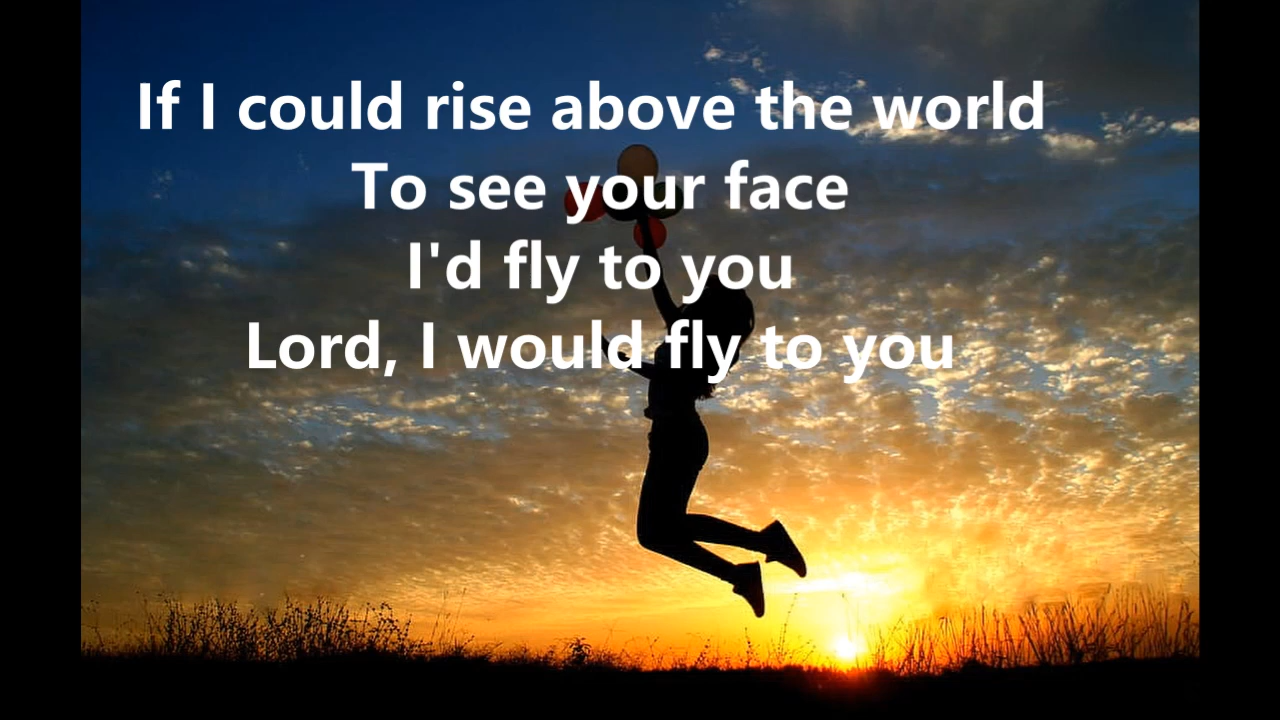 If I could rise above the world
To see your face
I'd fly to you
Lord, I would fly to you